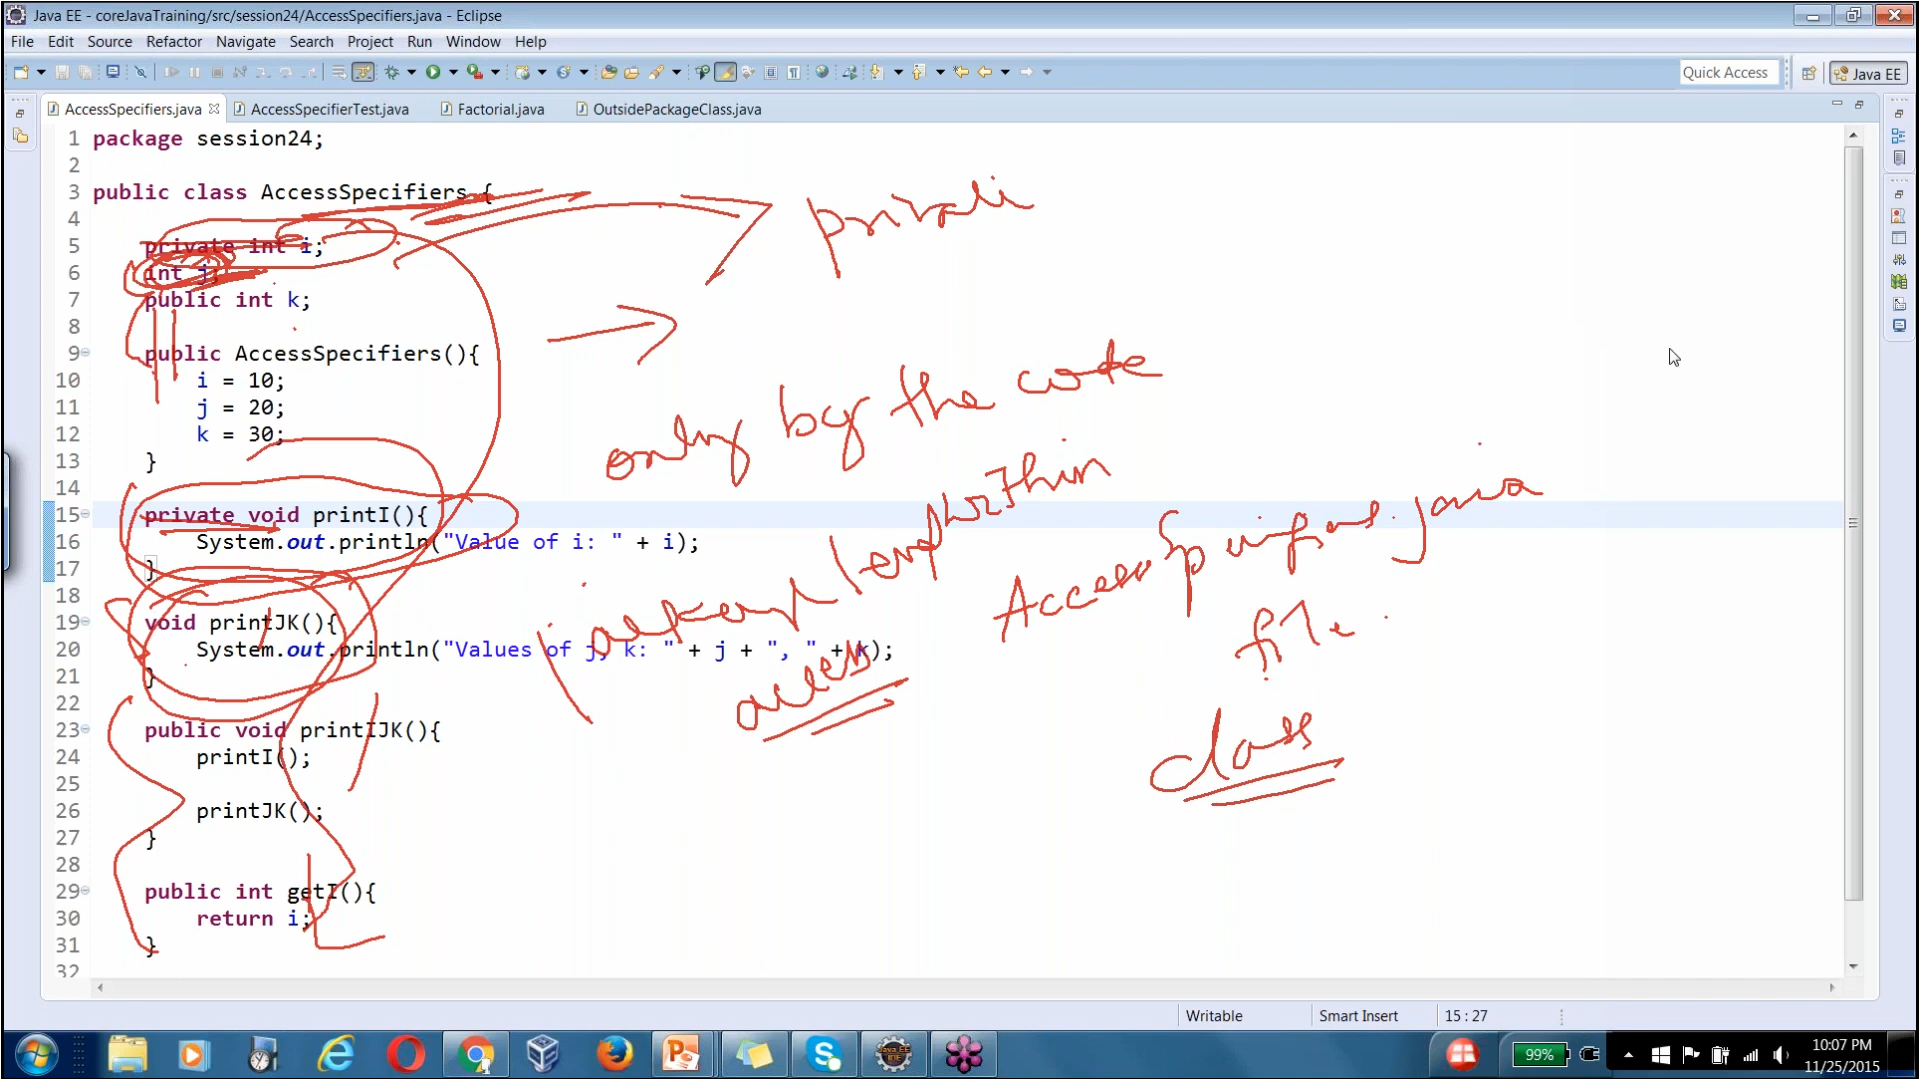 Java EE - coreJavaTraining/src/session24/AccessSpecifiers.java - Eclipse
File Edit Source Refactor Navigate Search Project Run Window Help
Quick Access
Java EE
AccessSpecifiers.java
AccessSpecifierTest.java
Factorial.java
OutsidePackageClass.java
1 package session24;
2
3 public class AccessSpecifiers {
4
5 private int i;
6 int j;
7 public int k;
8
9 public AccessSpecifiers(){
10 i = 10;
11 j = 20;
12 k = 30;
13 }
14
15 private void printI(){
16 System.out.println("Value of i: " + i);
17 }
18
19 void printJK(){
20 System.out.println("Values of j, k: " + j + ", " + k);
21 }
22
23 public void printIJK(){
24 printI();
25
26 printJK();
27 }
28
29 public int getI(){
30 return i;
31 }
32
only by the code
within
AccessSpecifiers.java
file
class
access
Writable
Smart Insert
15 : 27
99%
10:07 PM
11/25/2015